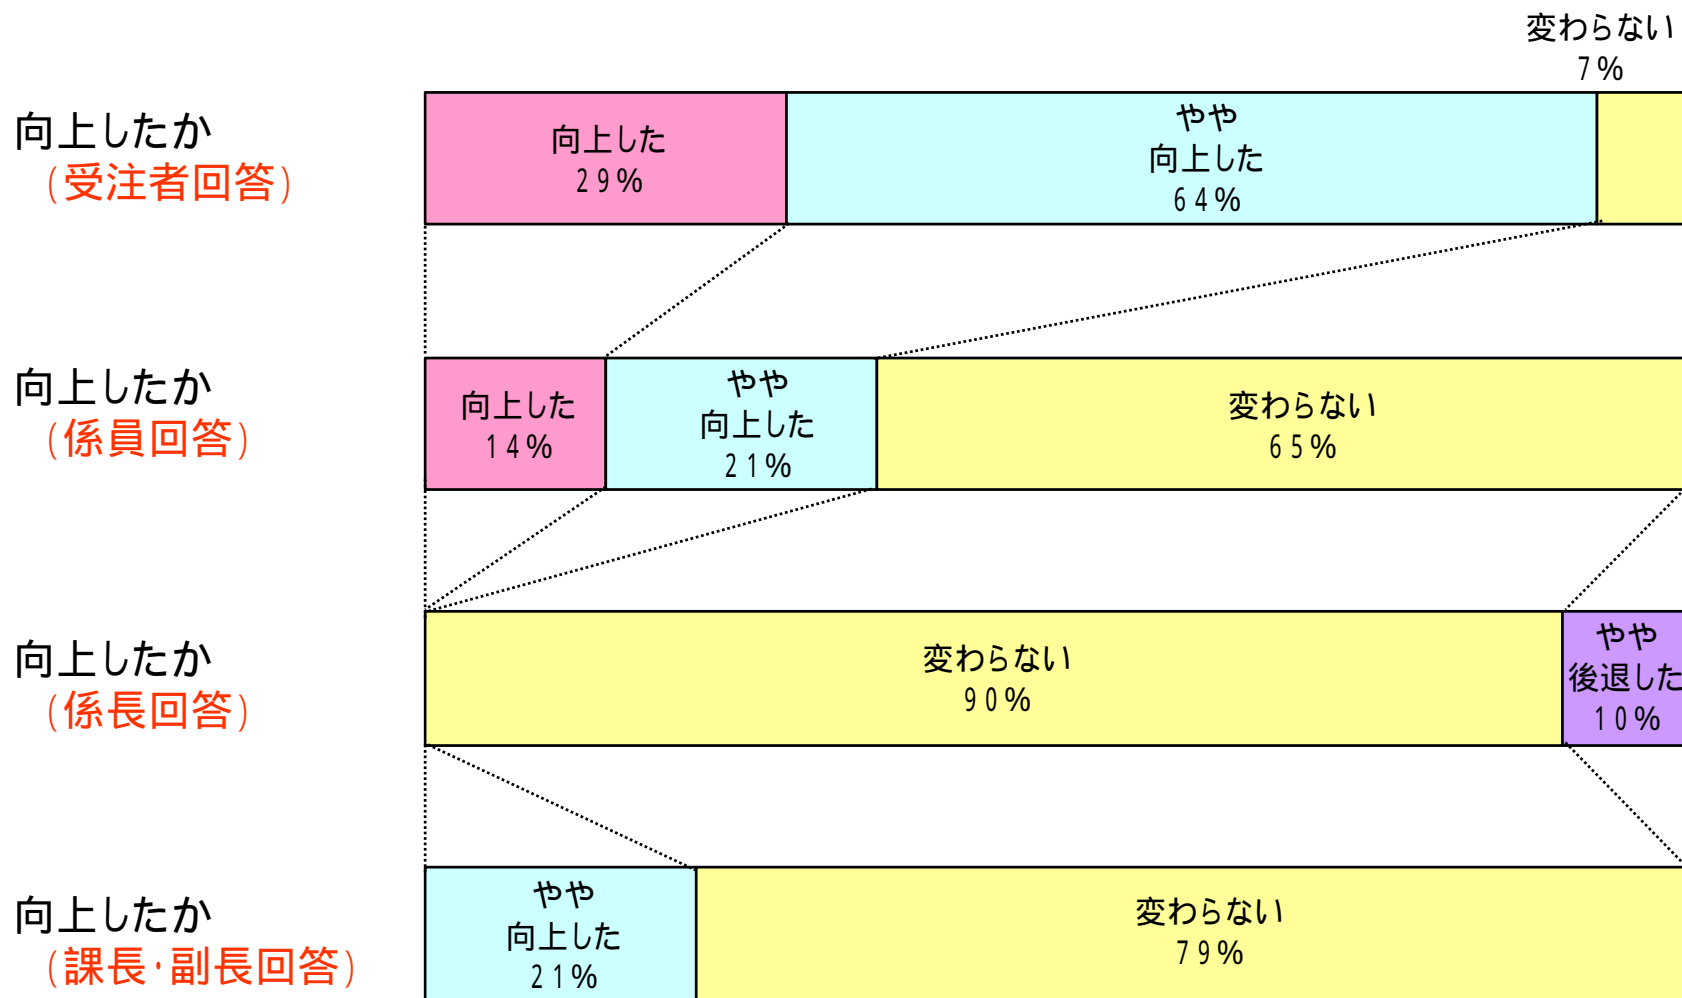 変わらない
7%
向上したか
(受注者回答)
向上した
29%
やや
向上した
64%
向上したか
(係員回答)
向上した
14%
やや
向上した
21%
変わらない
65%
向上したか
(係長回答)
変わらない
90%
やや
後退した
10%
向上したか
(課長・副長回答)
やや
向上した
21%
変わらない
79%